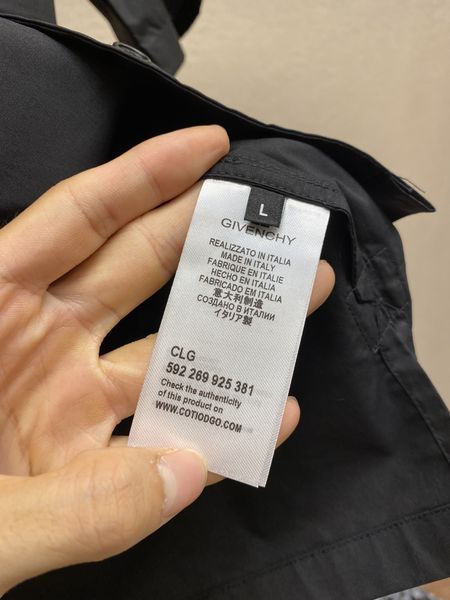 L
GIVENCHY
REALIZZATO IN ITALIA
MADE IN ITALY
FABRIQUE EN ITALIE
HECHO EN ITALIA
FABRICADO EM ITÁLIA
意大利制造
СОЗДАНО В ИТАЛИИ
イタリア製
CLG
592 269 925 381
Check the authenticity
of this product on
WWW.COTIODGO.COM